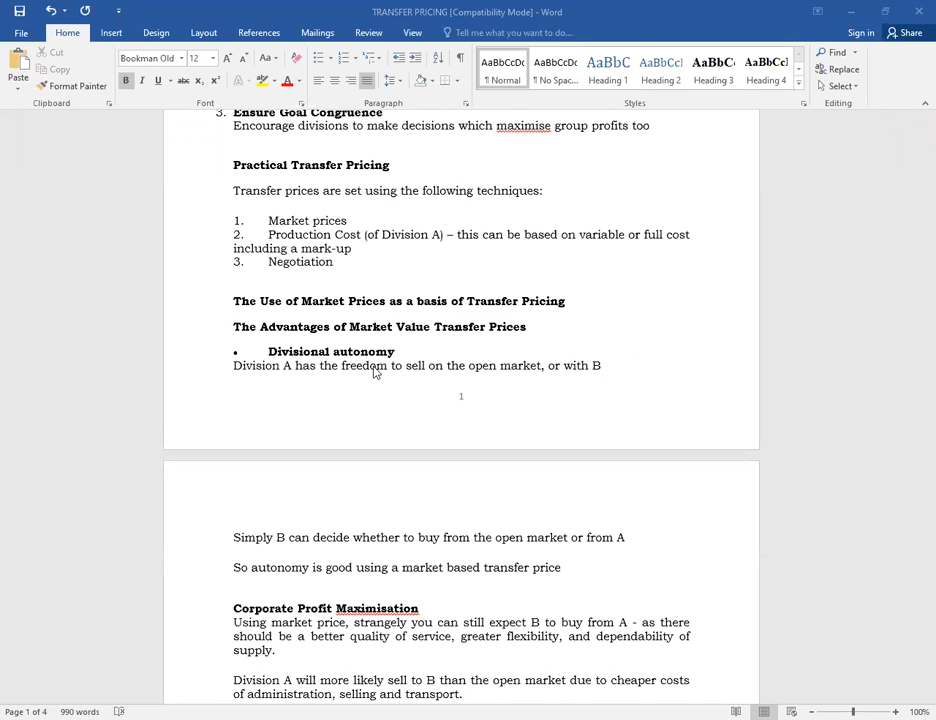 TRANSFER PRICING [Compatibility Mode] - Word
File Home Insert Design Layout References Mailings Review View Tell me what you want to do... Sign in Share
Paste
Cut
Copy
Format Painter
Bookman Old 12
Aa
B I U abc X₂ X² A ab A
AaBbCcDc AaBbCcDc AaBbC AaBbCcI AaBbCc AaBbCc]
¶ Normal ¶ No Spac... Heading 1 Heading 2 Heading 3 Heading 4
Find
Replace
Select
Clipboard Font Paragraph Styles Editing
3. Ensure Goal Congruence
Encourage divisions to make decisions which maximise group profits too
Practical Transfer Pricing
Transfer prices are set using the following techniques:
1. Market prices
2. Production Cost (of Division A) – this can be based on variable or full cost
including a mark-up
3. Negotiation
The Use of Market Prices as a basis of Transfer Pricing
The Advantages of Market Value Transfer Prices
• Divisional autonomy
Division A has the freedom to sell on the open market, or with B
1
Simply B can decide whether to buy from the open market or from A
So autonomy is good using a market based transfer price
Corporate Profit Maximisation
Using market price, strangely you can still expect B to buy from A - as there
should be a better quality of service, greater flexibility, and dependability of
supply.
Division A will more likely sell to B than the open market due to cheaper costs
of administration, selling and transport.
Page 1 of 4 990 words 100%